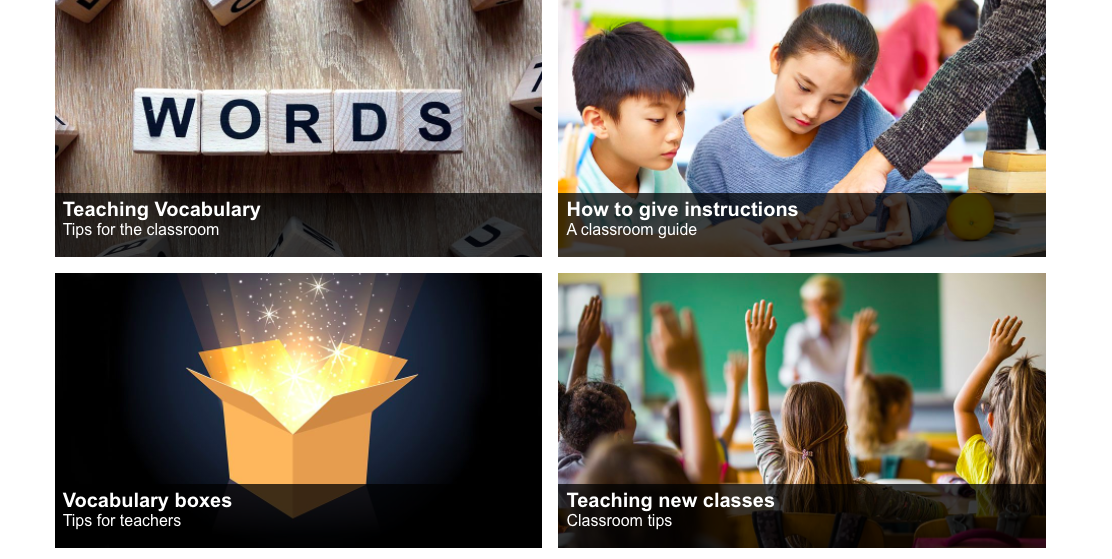 WORDS
Teaching Vocabulary
Tips for the classroom
How to give instructions
A classroom guide
U
Vocabulary boxes
Tips for teachers
Teaching new classes
Classroom tips